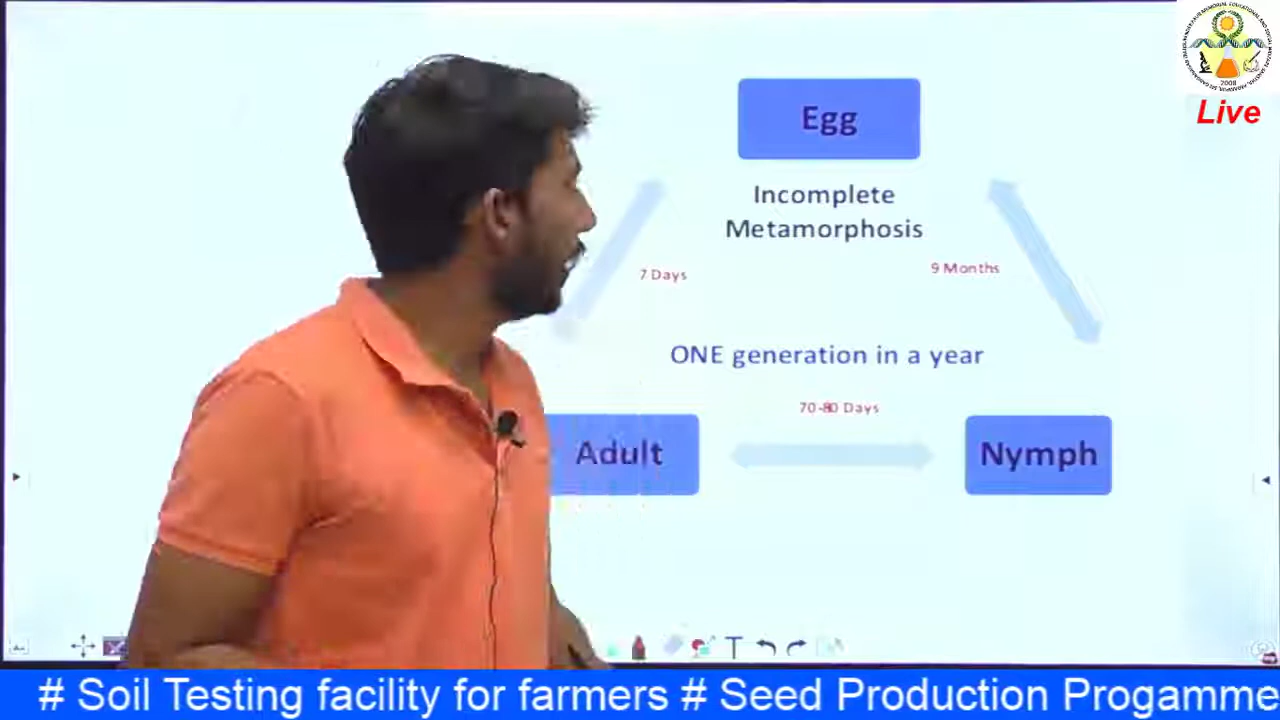 Egg
Incomplete
Metamorphosis
7 Days
9 Months
ONE generation in a year
70-80 Days
Adult
Nymph
2008
Live
# Soil Testing facility for farmers # Seed Production Progamme